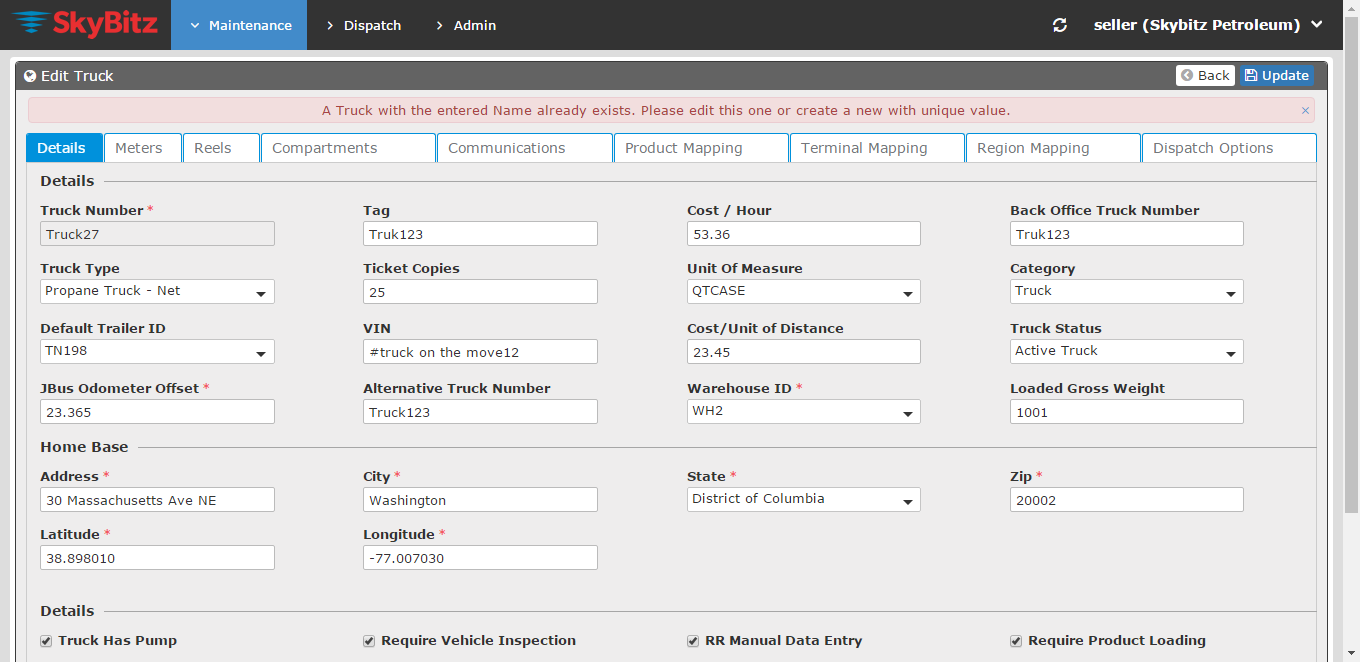 SkyBitz Maintenance Dispatch Admin seller (Skybitz Petroleum)
Edit Truck Back Update
A Truck with the entered Name already exists. Please edit this one or create a new with unique value. ×
Details Meters Reels Compartments Communications Product Mapping Terminal Mapping Region Mapping Dispatch Options
Details
Truck Number * Tag Cost / Hour Back Office Truck Number
Truck27 Truk123 53.36 Truk123
Truck Type Ticket Copies Unit Of Measure Category
Propane Truck - Net 25 QTCASE Truck
Default Trailer ID VIN Cost/Unit of Distance Truck Status
TN198 #truck on the move12 23.45 Active Truck
JBus Odometer Offset * Alternative Truck Number Warehouse ID * Loaded Gross Weight
23.365 Truck123 WH2 1001
Home Base
Address * City * State * Zip *
30 Massachusetts Ave NE Washington District of Columbia 20002
Latitude * Longitude *
38.898010 -77.007030
Details
Truck Has Pump Require Vehicle Inspection RR Manual Data Entry Require Product Loading